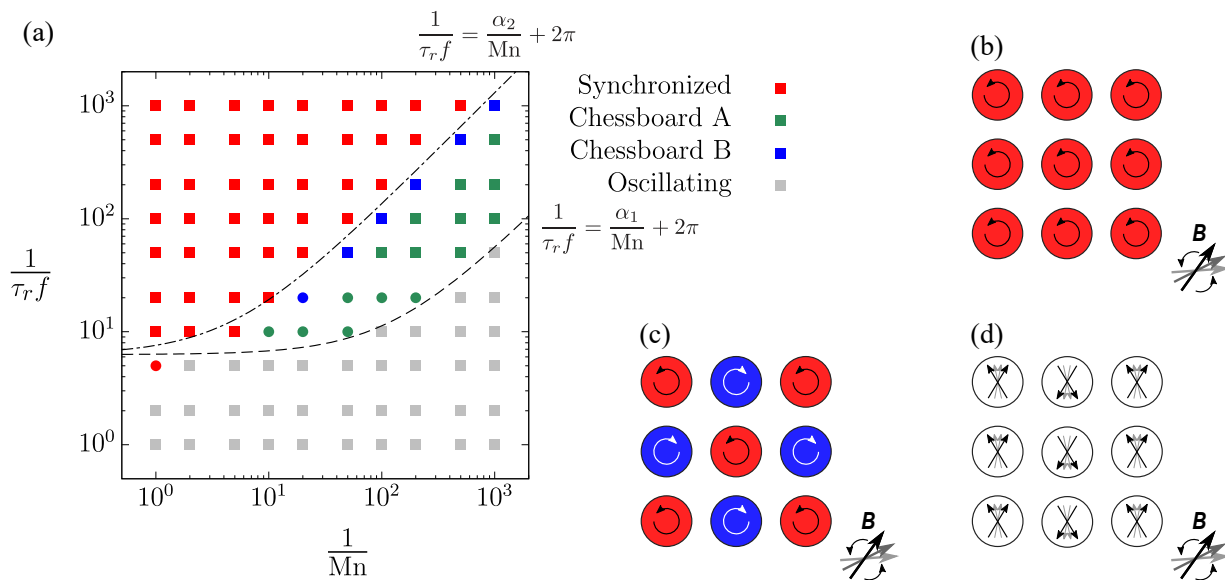 (a)
1/(τ_r f) = α_2/Mn + 2π
Synchronized
Chessboard A
Chessboard B
Oscillating
1/(τ_r f) = α_1/Mn + 2π
10^3
10^2
10^1
10^0
1/(τ_r f)
10^0 10^1 10^2 10^3
1/Mn
(b)
B
(c)
B
(d)
B